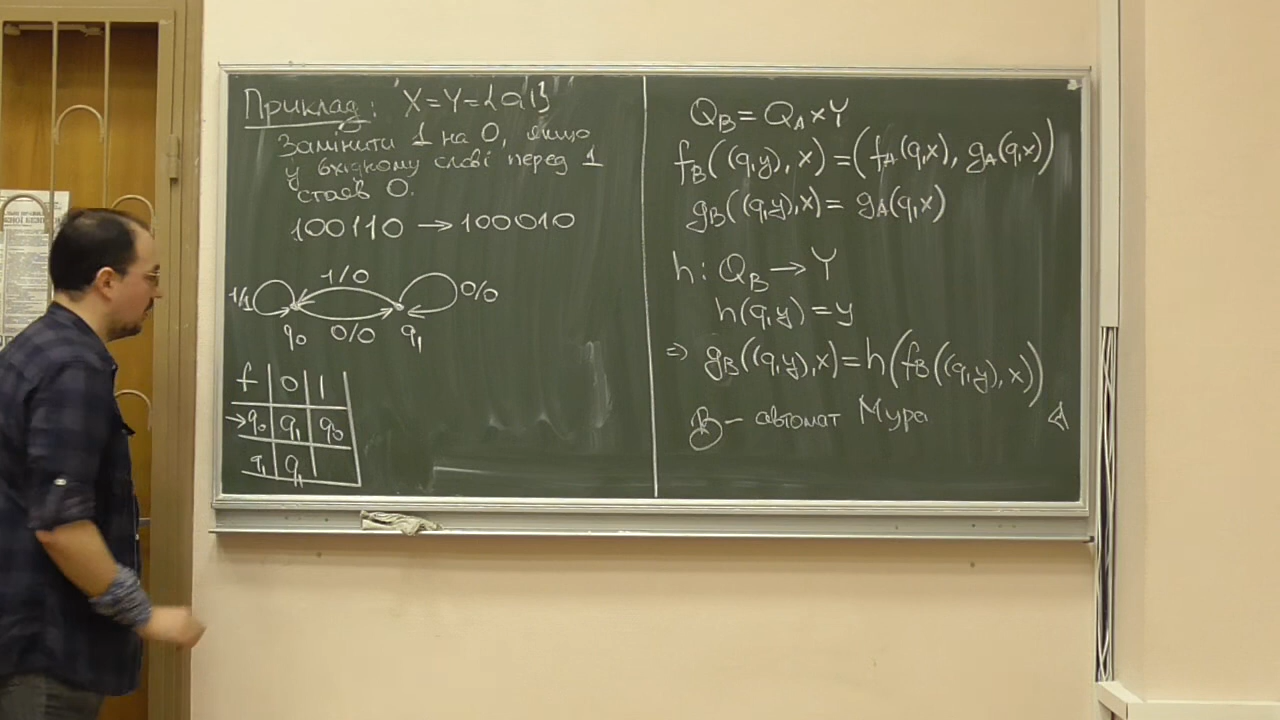 Приклад: X=Y={0,1}
Замінити 1 на 0, якщо
у вхідному слові перед 1
стояв 0.
100110 → 100010
1/0
1/1
0/0
q₀ 0/0 q₁
f 0 1
→q₀ q₁ q₀
q₁ q₁
Q_B = Q_A × Y
f_B((q,y), x) = (f_A(q,x), g_A(q,x))
g_B((q,y),x) = g_A(q,x)
h: Q_B → Y
h(q,y) = y
⇒ g_B((q,y),x) = h(f_B((q,y), x))
B – автомат Мура